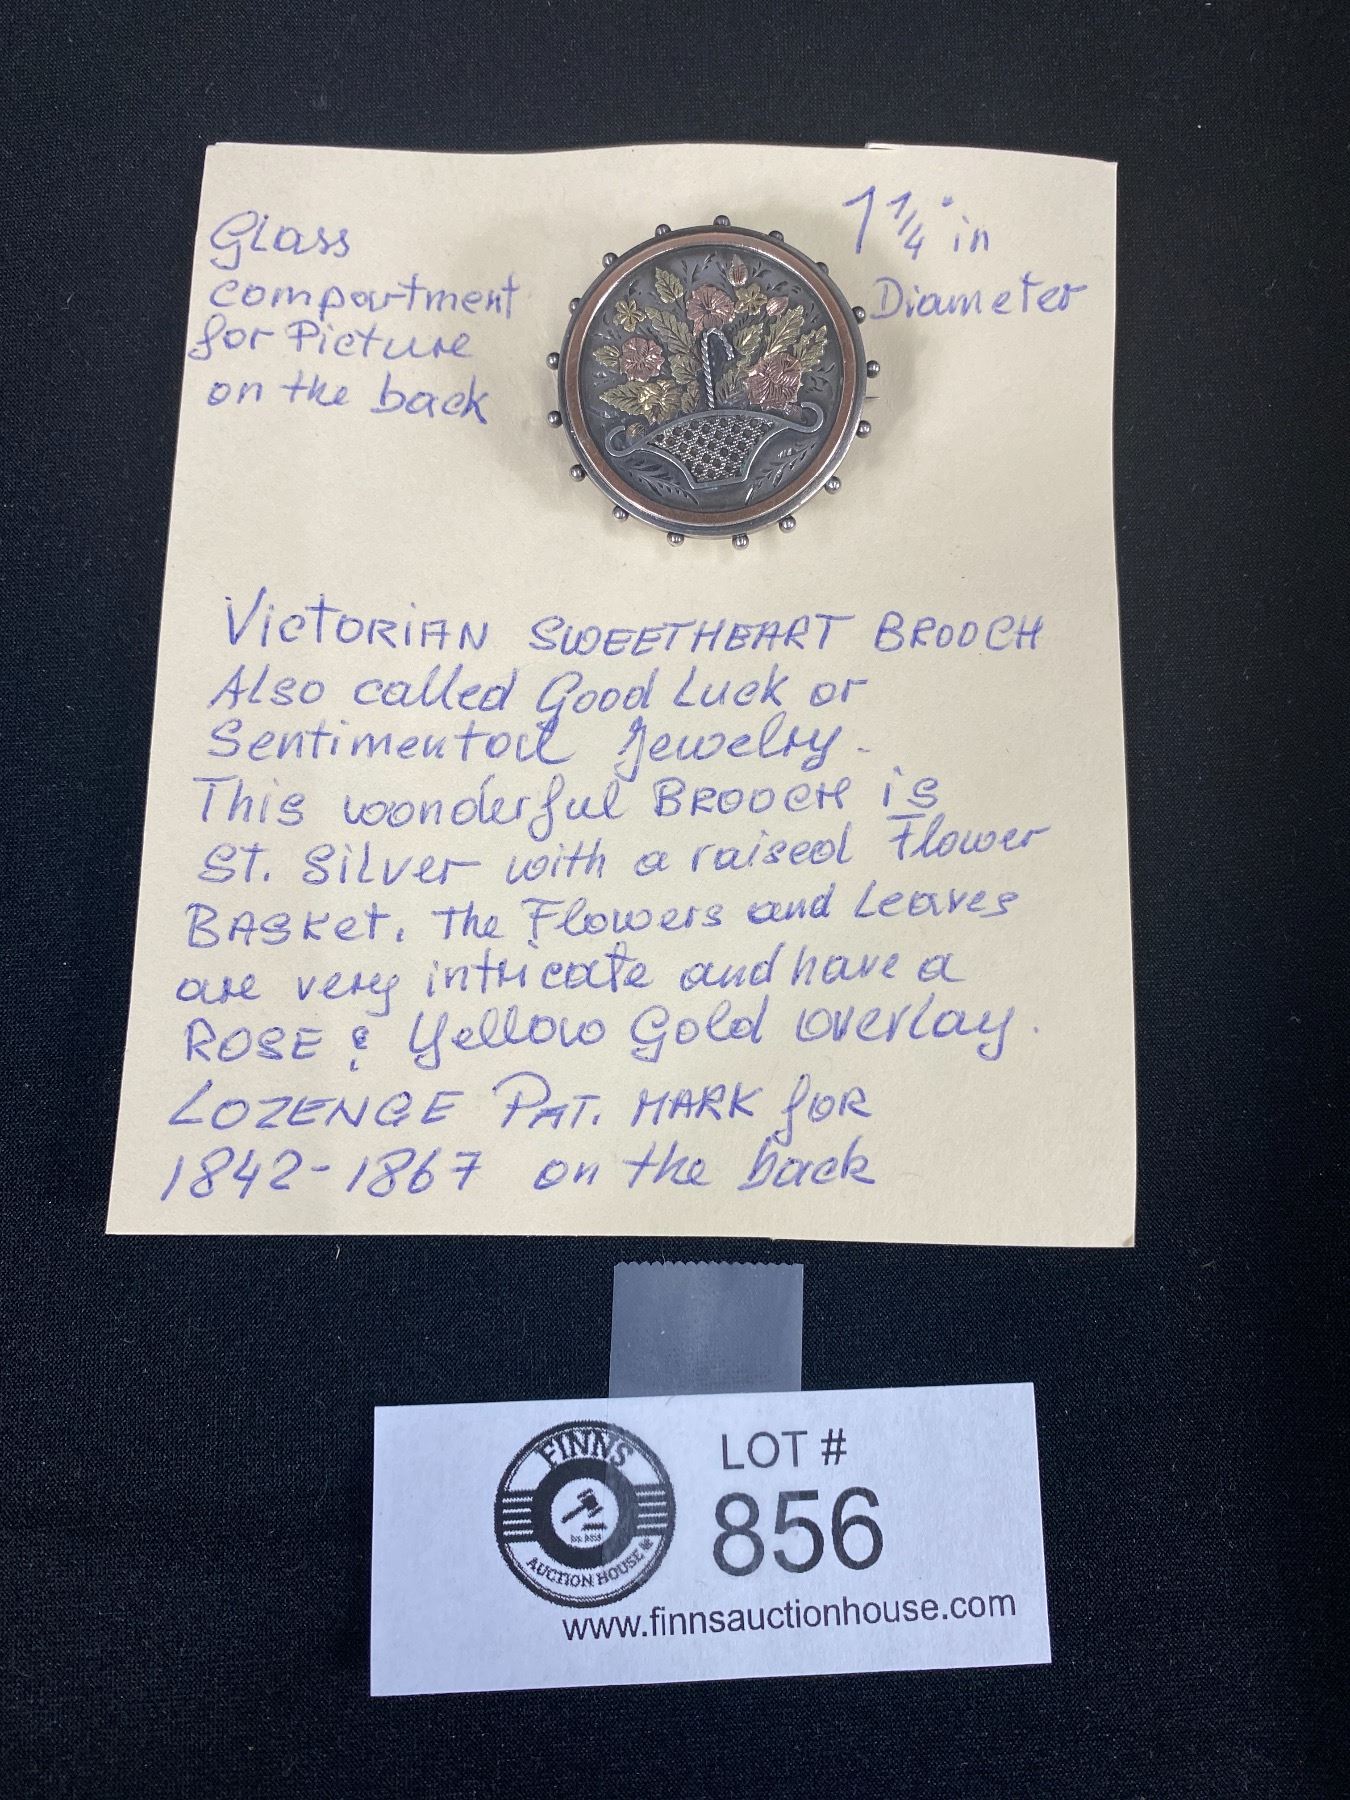 Glass
compartment
for Picture
on the back
1 1/4" in
Diameter
VICTORIAN SWEETHEART BROOCH
Also called Good Luck or
Sentimental Jewelry.
This wonderful BROOCH is
St. Silver with a raised Flower
BASKET. The Flowers and Leaves
are very intricate and have a
ROSE & Yellow Gold overlay.
LOZENGE PAT. MARK for
1842-1867 on the back
FINNS
AUCTION HOUSE
LOT #
856
www.finnsauctionhouse.com